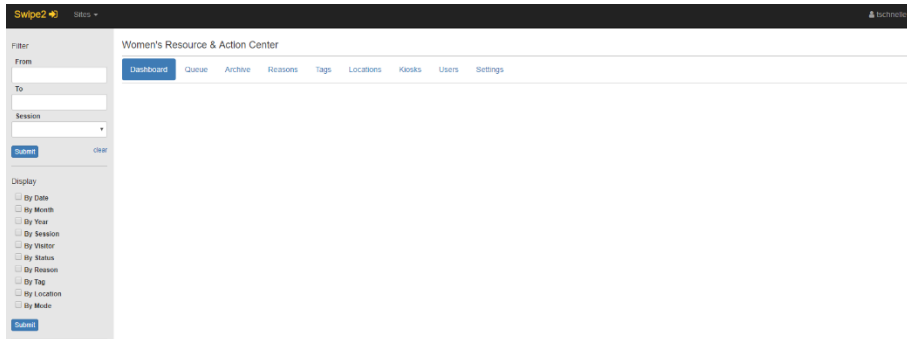 Swipe2 Sites tschnelle
Filter
From
To
Session
Submit clear
Display
By Date
By Month
By Year
By Session
By Visitor
By Status
By Reason
By Tag
By Location
By Mode
Submit
Women's Resource & Action Center
Dashboard Queue Archive Reasons Tags Locations Kiosks Users Settings